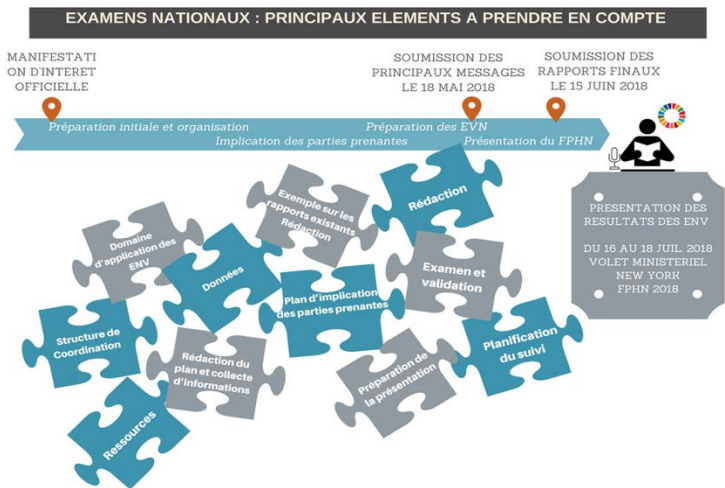 EXAMENS NATIONAUX : PRINCIPAUX ELEMENTS A PRENDRE EN COMPTE
MANIFESTATI
ON D'INTERET
OFFICIELLE
SOUMISSION DES
PRINCIPAUX MESSAGES
LE 18 MAI 2018
SOUMISSION DES
RAPPORTS FINAUX
LE 15 JUIN 2018
Préparation initiale et organisation
Préparation des EVN
Implication des parties prenantes
Présentation du FPHN
Exemple sur les
rapports existants
Rédaction
Rédaction
Domaine
d'application des
ENV
Données
Examen et
validation
Plan d'implication
des parties prenantes
Structure de
Coordination
Rédaction du
plan et collecte
d'informations
Planification
du suivi
Préparation de
la présentation
Ressources
PRESENTATION DES
RESULTATS DES ENV
DU 16 AU 18 JUIL. 2018
VOLET MINISTERIEL
NEW YORK
FPHN 2018